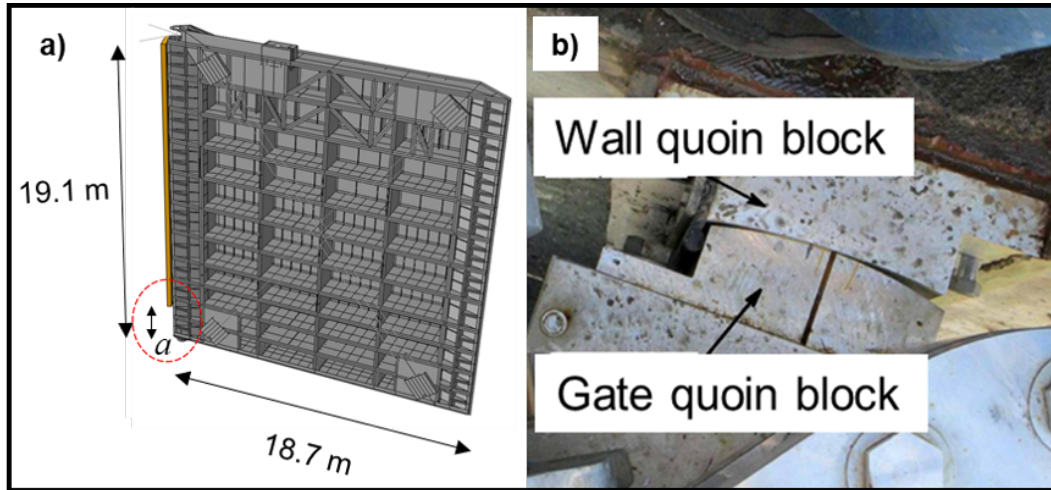 a)
19.1 m
a
18.7 m
b)
Wall quoin block
Gate quoin block